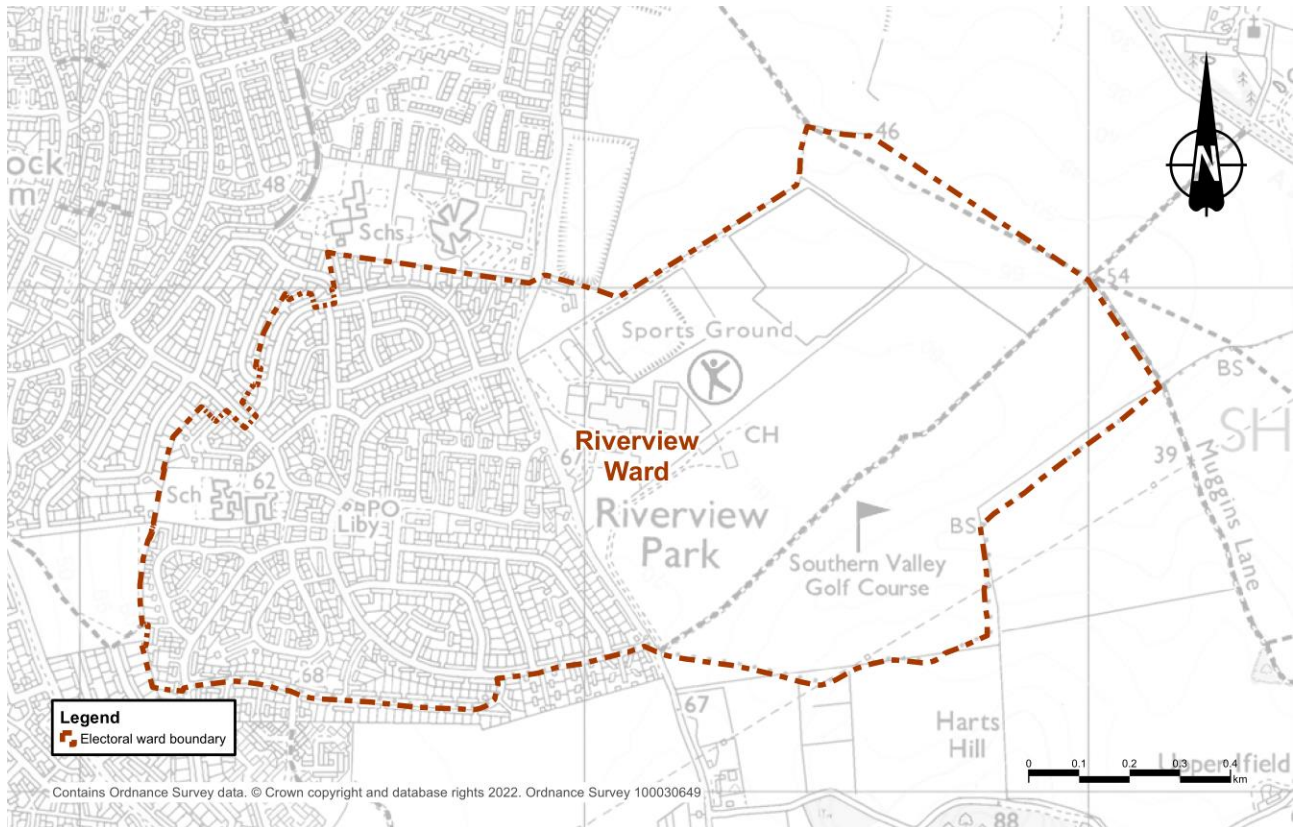 46
N
ock
m
48
Schs
54
Sports Ground
BS
SH
Riverview
Ward
CH
39
Muggins Lane
Sch
62
PO
Liby
6
Riverview
Park
BS
Southern Valley
Golf Course
68
67
Harts
Hill
Legend
Electoral ward boundary
0 0.1 0.2 0.3 0.4
km
Upper Ifield
Contains Ordnance Survey data. © Crown copyright and database rights 2022. Ordnance Survey 100030649
88